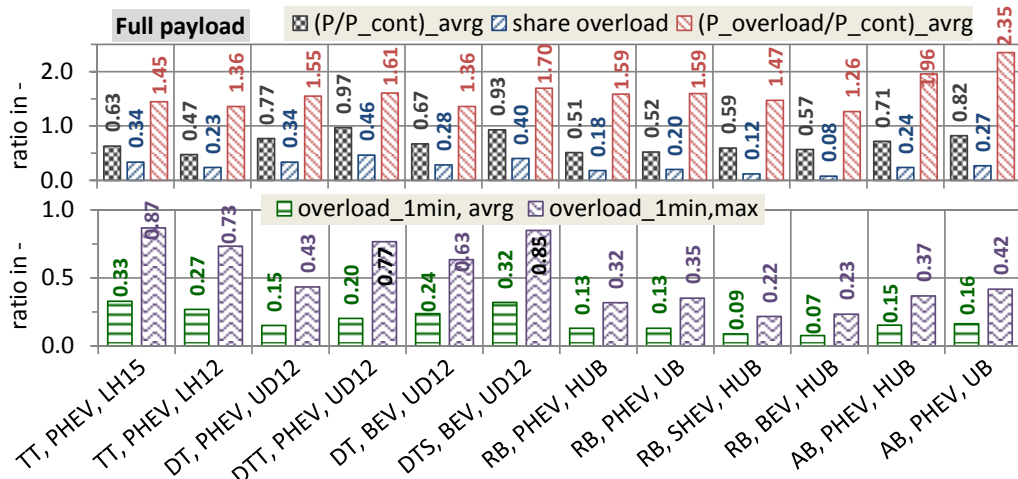 Full payload
(P/P_cont)_avrg share overload (P_overload/P_cont)_avrg
ratio in -
2.0
1.0
0.0
0.63 0.34 1.45 0.47 0.23 1.36 0.77 0.34 1.55 0.97 0.46 1.61 0.67 0.28 1.36 0.93 0.40 1.70 0.51 0.18 1.59 0.52 0.20 1.59 0.59 0.12 1.47 0.57 0.08 1.26 0.71 0.24 1.96 0.82 0.27 2.35
overload_1min, avrg overload_1min,max
ratio in -
1.0
0.5
0.0
0.33 0.87 0.27 0.73 0.15 0.43 0.20 0.77 0.24 0.63 0.32 0.85 0.13 0.32 0.13 0.35 0.09 0.22 0.07 0.23 0.15 0.37 0.16 0.42
TT, PHEV, LH15
TT, PHEV, LH12
DT, PHEV, UD12
DTT, PHEV, UD12
DT, BEV, UD12
DTS, BEV, UD12
RB, PHEV, HUB
RB, PHEV, UB
RB, SHEV, HUB
RB, BEV, HUB
AB, PHEV, HUB
AB, PHEV, UB